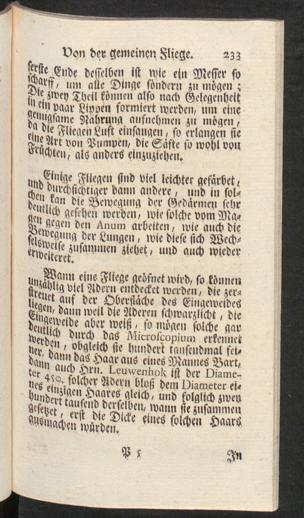 Von der gemeinen Fliege. 233
serste Ende desselben ist wie ein Messer so
scharff, um alle Dinge söndern zu mögen;
Die zwey Theil können also nach Gelegenheit
in ein paar Lippen formiert werden, um eine
genugsame Nahrung aufnehmen zu mögen,
da die Fliegen Luft einsaugen, so erlangen sie
eine Art von Pumpen, die Säfte so wohl von
Früchten, als anders einzuziehen.
Einige Fliegen sind viel leichter gefärbet,
und durchsichtiger dann andere, und in sol-
chen kan die Bewegung der Gedärmen sehr
deutlich gesehen werden, wie solche vom Ma-
gen gegen den Anum arbeiten, wie auch die
Bewegung der Lungen, wie diese sich Wech-
selsweise zusammen ziehet, und auch wieder
erweiteret.
Wann eine Fliege geöfnet wird, so können
unzählig viel Adern entdecket werden, die zer-
streuet auf der Oberfläche des Eingeweides
liegen, dann weil die Aderen schwarzlicht, die
Eingeweide aber weiß, so mögen solche gar
deutlich durch das Microscopium erkennet
werden, obgleich sie hundert tausendmal fei-
ner, dann das Haar aus eines Mannes Bart,
dann auch Hrn. Leuwenhok ist der Diame-
ter 450. solcher Adern bloß dem Diameter ei-
nes einzigen Haares gleich, und folglich zwey
hundert tausend derselben, wann sie zusammen
gesetzet, erst die Dicke eines solchen Haars
ausmachen würden.
P 5 In